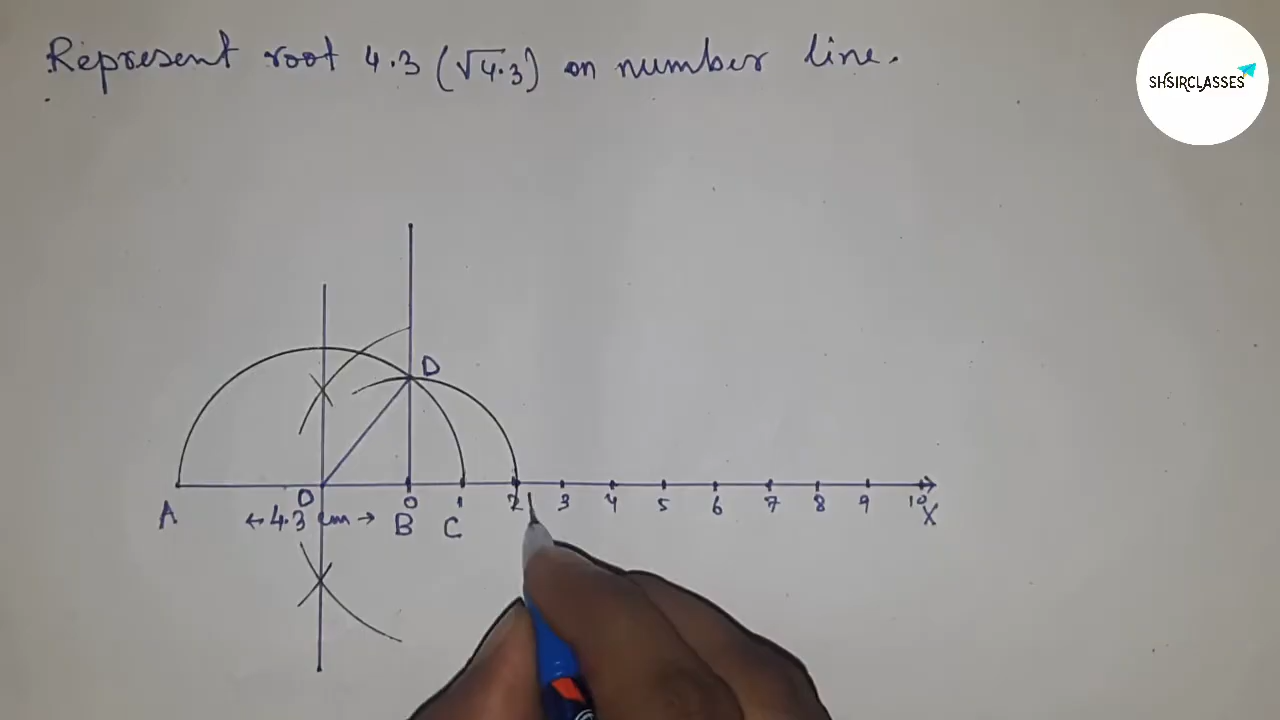 Represent root 4.3 (√4.3) on number line.
SHSIRCLASSES
D
A O 0 1 2 3 4 5 6 7 8 9 10 X
←4.3 cm→ B C